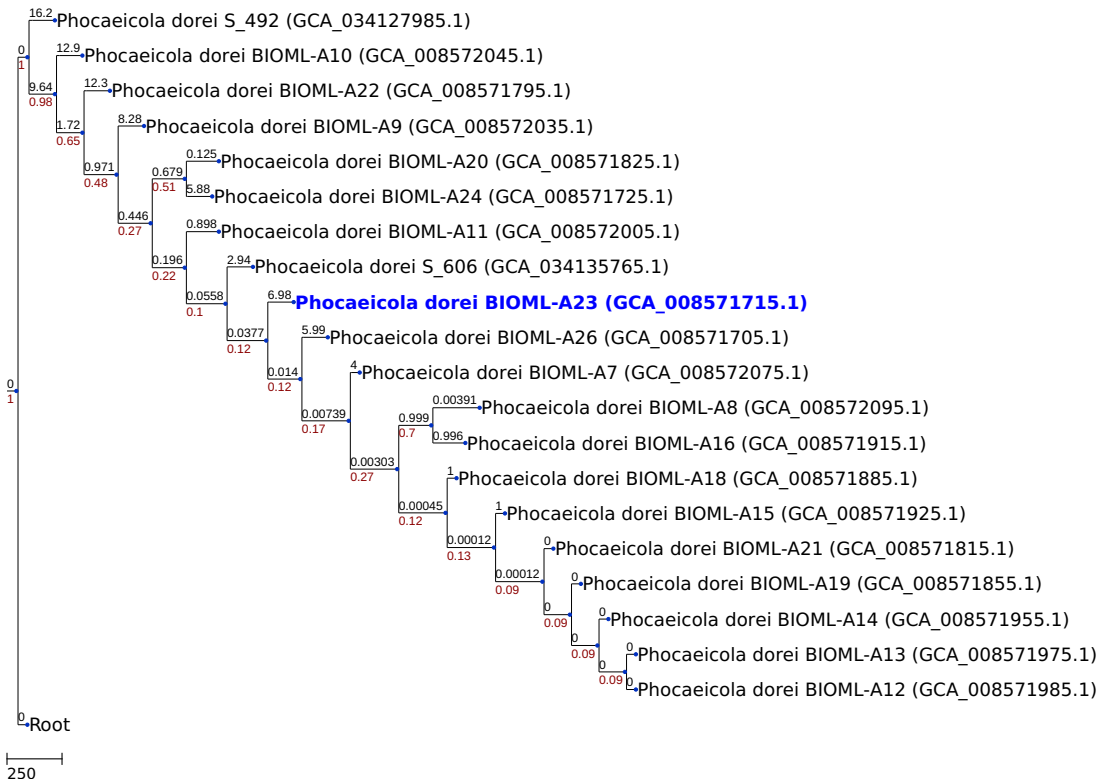 16.2 Phocaeicola dorei S_492 (GCA_034127985.1)
0
1
12.9 Phocaeicola dorei BIOML-A10 (GCA_008572045.1)
9.64
0.98
12.3 Phocaeicola dorei BIOML-A22 (GCA_008571795.1)
1.72
0.65
8.28 Phocaeicola dorei BIOML-A9 (GCA_008572035.1)
0.971
0.48
0.125 Phocaeicola dorei BIOML-A20 (GCA_008571825.1)
0.679
0.51
5.88 Phocaeicola dorei BIOML-A24 (GCA_008571725.1)
0.446
0.27
0.898 Phocaeicola dorei BIOML-A11 (GCA_008572005.1)
0.196
0.22
2.94 Phocaeicola dorei S_606 (GCA_034135765.1)
0.0558
0.1
6.98 Phocaeicola dorei BIOML-A23 (GCA_008571715.1)
0.0377
0.12
5.99 Phocaeicola dorei BIOML-A26 (GCA_008571705.1)
0.014
0.12
4 Phocaeicola dorei BIOML-A7 (GCA_008572075.1)
0
1
0.00739
0.17
0.00391 Phocaeicola dorei BIOML-A8 (GCA_008572095.1)
0.999
0.7
0.996 Phocaeicola dorei BIOML-A16 (GCA_008571915.1)
0.00303
0.27
1 Phocaeicola dorei BIOML-A18 (GCA_008571885.1)
0.00045
0.12
1 Phocaeicola dorei BIOML-A15 (GCA_008571925.1)
0.00012
0.13
0 Phocaeicola dorei BIOML-A21 (GCA_008571815.1)
0.00012
0.09
0 Phocaeicola dorei BIOML-A19 (GCA_008571855.1)
0
0.09
0 Phocaeicola dorei BIOML-A14 (GCA_008571955.1)
0
0.09
0 Phocaeicola dorei BIOML-A13 (GCA_008571975.1)
0
0.09
0 Phocaeicola dorei BIOML-A12 (GCA_008571985.1)
0 Root
250